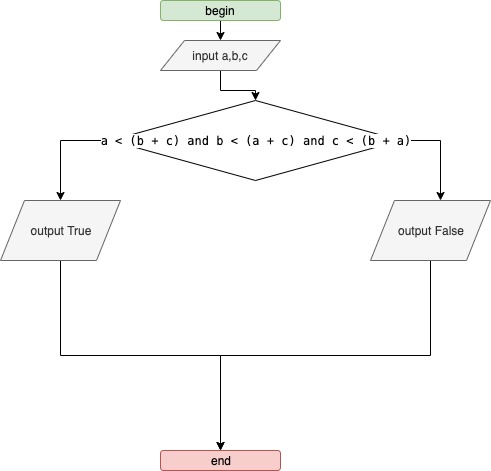 begin
input a,b,c
a < (b + c) and b < (a + c) and c < (b + a)
output True
output False
end